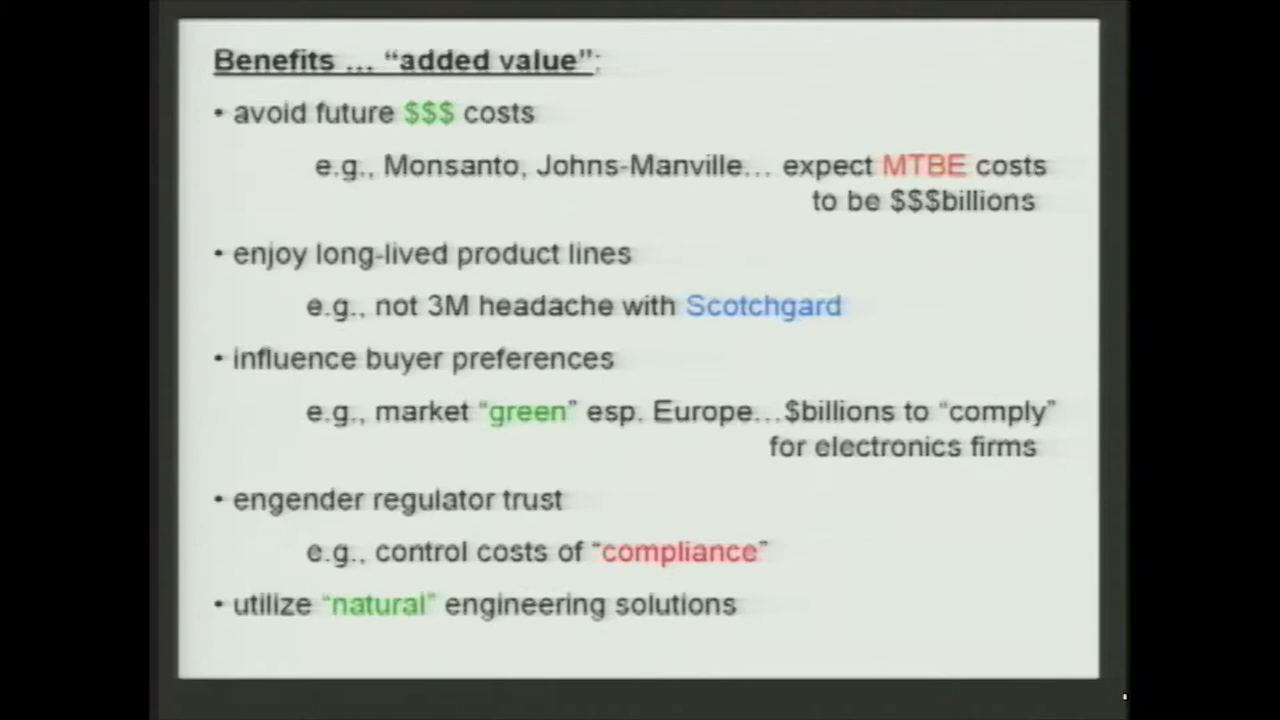 Benefits ... “added value”:
• avoid future $$$ costs
e.g., Monsanto, Johns-Manville... expect MTBE costs
to be $$$billions
• enjoy long-lived product lines
e.g., not 3M headache with Scotchgard
• influence buyer preferences
e.g., market “green” esp. Europe...$billions to “comply”
for electronics firms
• engender regulator trust
e.g., control costs of “compliance”
• utilize “natural” engineering solutions